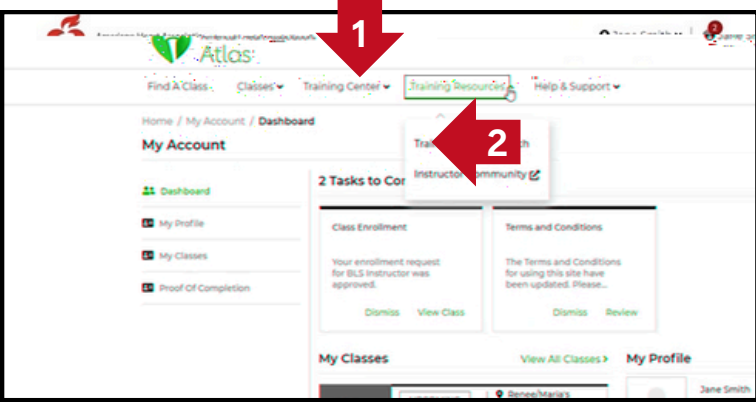 1
Jane Smith
2
Atlas
Find A Class Classes Training Center Training Resources Help & Support
Home / My Account / Dashboard
My Account
2
2 Tasks to
Instructor Community
Dashboard
My Profile
My Classes
Proof Of Completion
Class Enrollment
Your enrollment request
for BLS Instructor was
approved.
Dismiss View Class
Terms and Conditions
The Terms and Conditions
for using this site have
been updated. Please...
Dismiss Review
My Classes View All Classes My Profile
Renee/Maria's
Jane Smith